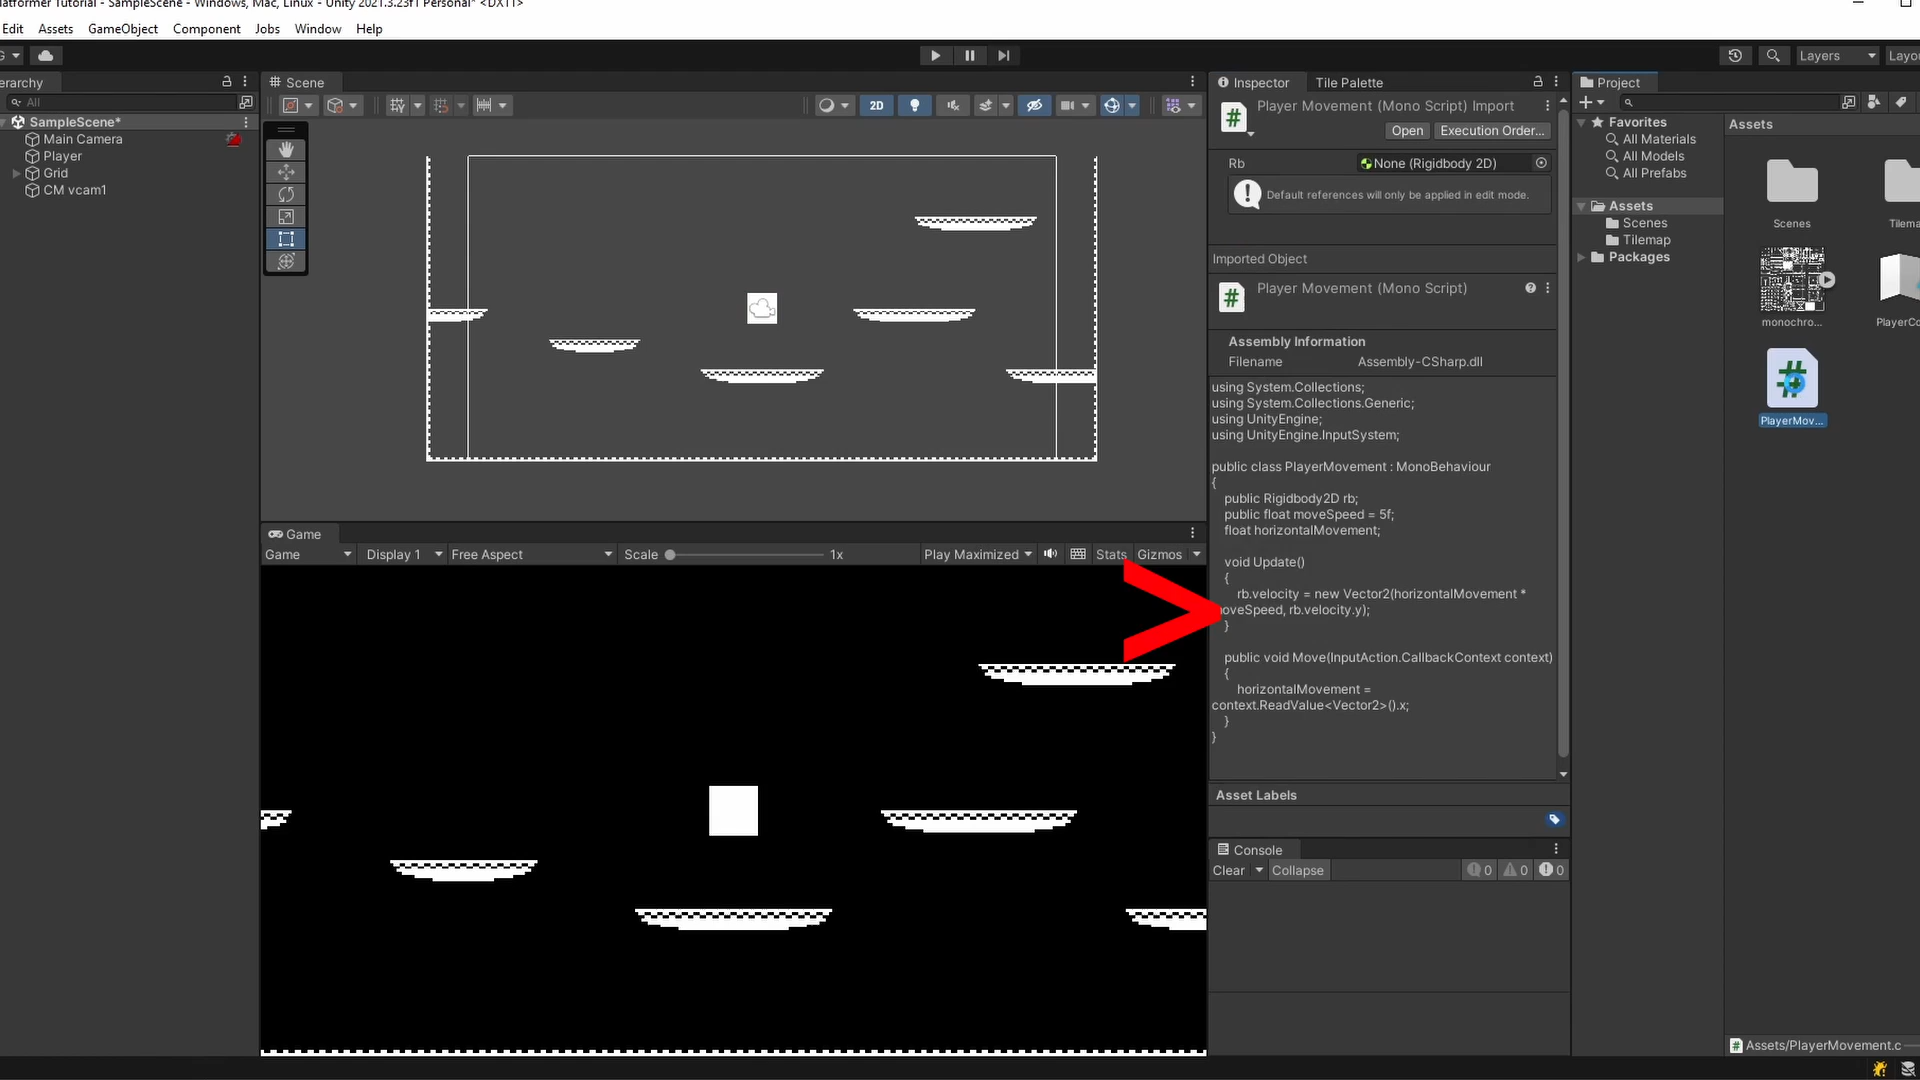 latformer Tutorial - SampleScene - Windows, Mac, Linux - Unity 2021.3.23f1 Personal* <DX11>
Edit Assets GameObject Component Jobs Window Help
Layers
Layo
erarchy
All
SampleScene*
Main Camera
Player
Grid
CM vcam1
Scene
2D
Game
Game Display 1 Free Aspect Scale 1x Play Maximized Stats Gizmos
Inspector Tile Palette
Player Movement (Mono Script) Import
Open Execution Order...
Rb None (Rigidbody 2D)
Default references will only be applied in edit mode.
Imported Object
Player Movement (Mono Script)
Assembly Information
Filename Assembly-CSharp.dll
using System.Collections;
using System.Collections.Generic;
using UnityEngine;
using UnityEngine.InputSystem;
public class PlayerMovement : MonoBehaviour
{
public Rigidbody2D rb;
public float moveSpeed = 5f;
float horizontalMovement;
void Update()
{
rb.velocity = new Vector2(horizontalMovement *
oveSpeed, rb.velocity.y);
}
public void Move(InputAction.CallbackContext context)
{
horizontalMovement =
context.ReadValue<Vector2>().x;
}
}
Asset Labels
Console
Clear Collapse 0 0 0
Project
Favorites
All Materials
All Models
All Prefabs
Assets
Scenes
Tilemap
Packages
Assets
Scenes
Tilema
monochro...
PlayerCo
PlayerMov...
Assets/PlayerMovement.c